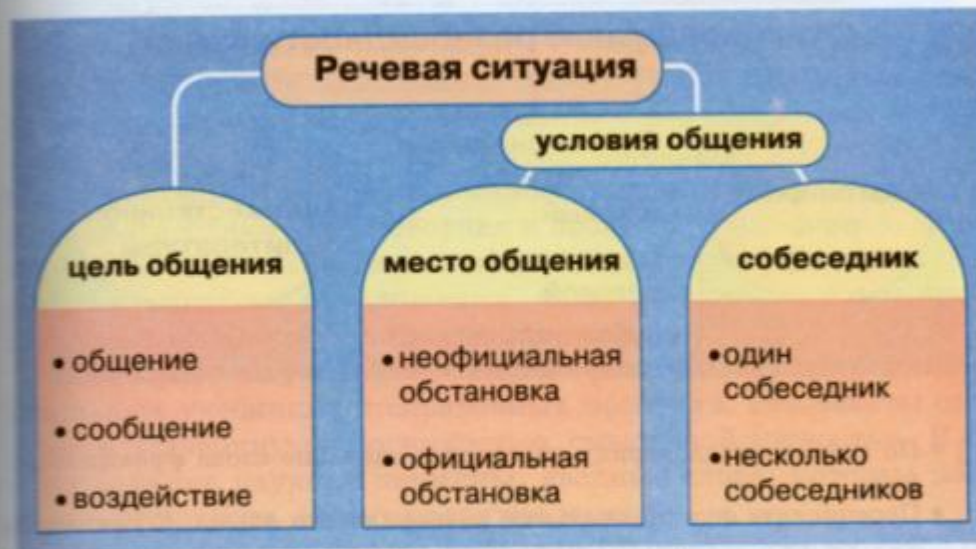 Речевая ситуация
условия общения
цель общения
• общение
• сообщение
• воздействие
место общения
• неофициальная
обстановка
• официальная
обстановка
собеседник
• один
собеседник
• несколько
собеседников